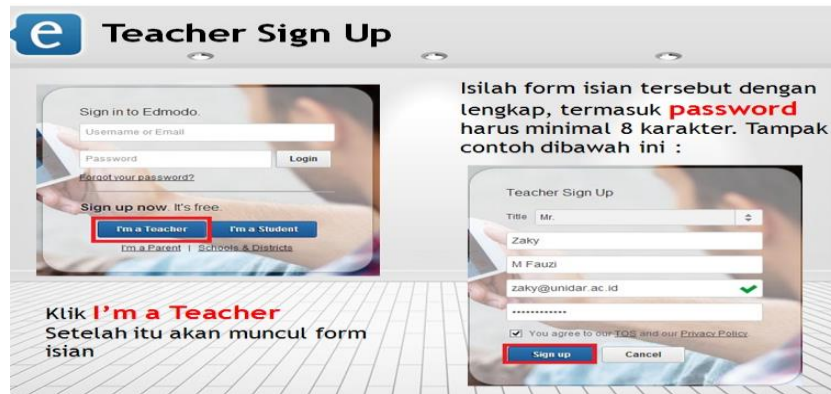 e Teacher Sign Up
Sign in to Edmodo.
Username or Email
Password Login
Forgot your password?
Sign up now. It's free.
I'm a Teacher I'm a Student
I'm a Parent | Schools & Districts
Klik I'm a Teacher
Setelah itu akan muncul form
isian
Isilah form isian tersebut dengan
lengkap, termasuk password
harus minimal 8 karakter. Tampak
contoh dibawah ini :
Teacher Sign Up
Title Mr.
Zaky
M Fauzi
zaky@unidar.ac.id
••••••••••••
You agree to our TOS and our Privacy Policy.
Sign up Cancel